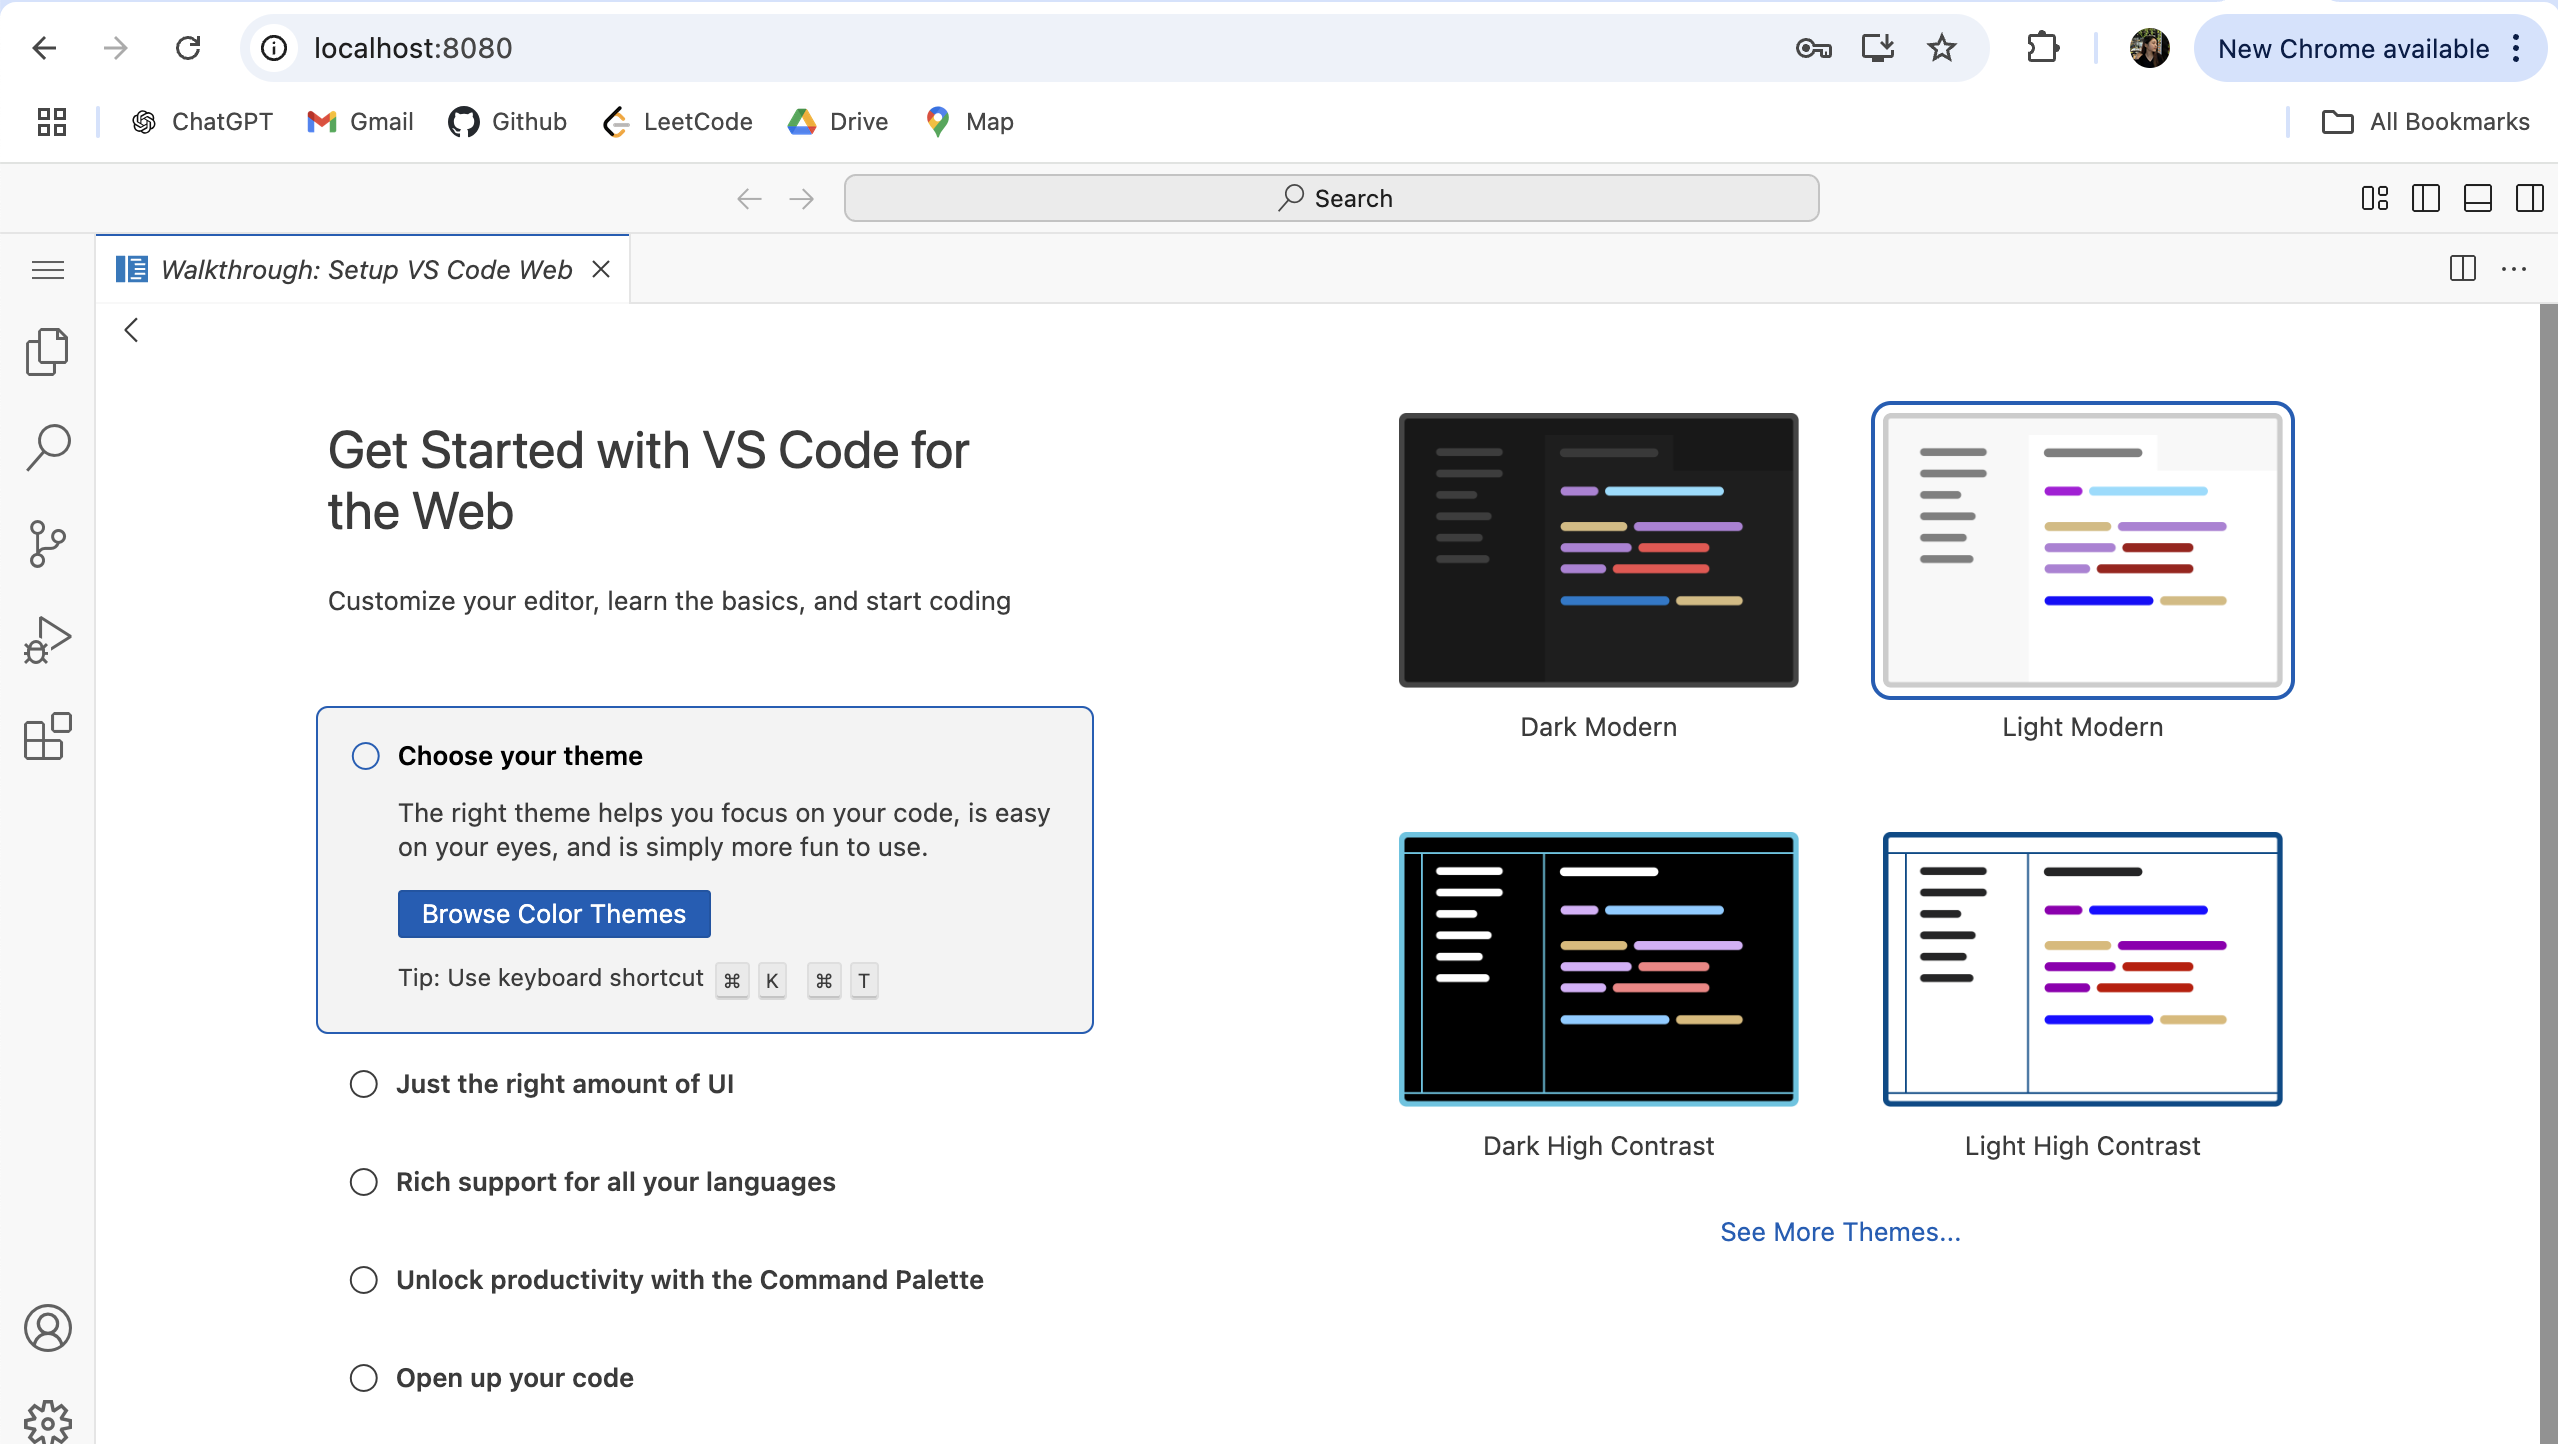 localhost:8080
New Chrome available
ChatGPT
Gmail
Github
LeetCode
Drive
Map
All Bookmarks
Search
Walkthrough: Setup VS Code Web
Get Started with VS Code for
the Web
Customize your editor, learn the basics, and start coding
Choose your theme
The right theme helps you focus on your code, is easy
on your eyes, and is simply more fun to use.
Browse Color Themes
Tip: Use keyboard shortcut ⌘ K ⌘ T
Just the right amount of UI
Rich support for all your languages
Unlock productivity with the Command Palette
Open up your code
Dark Modern
Light Modern
Dark High Contrast
Light High Contrast
See More Themes...